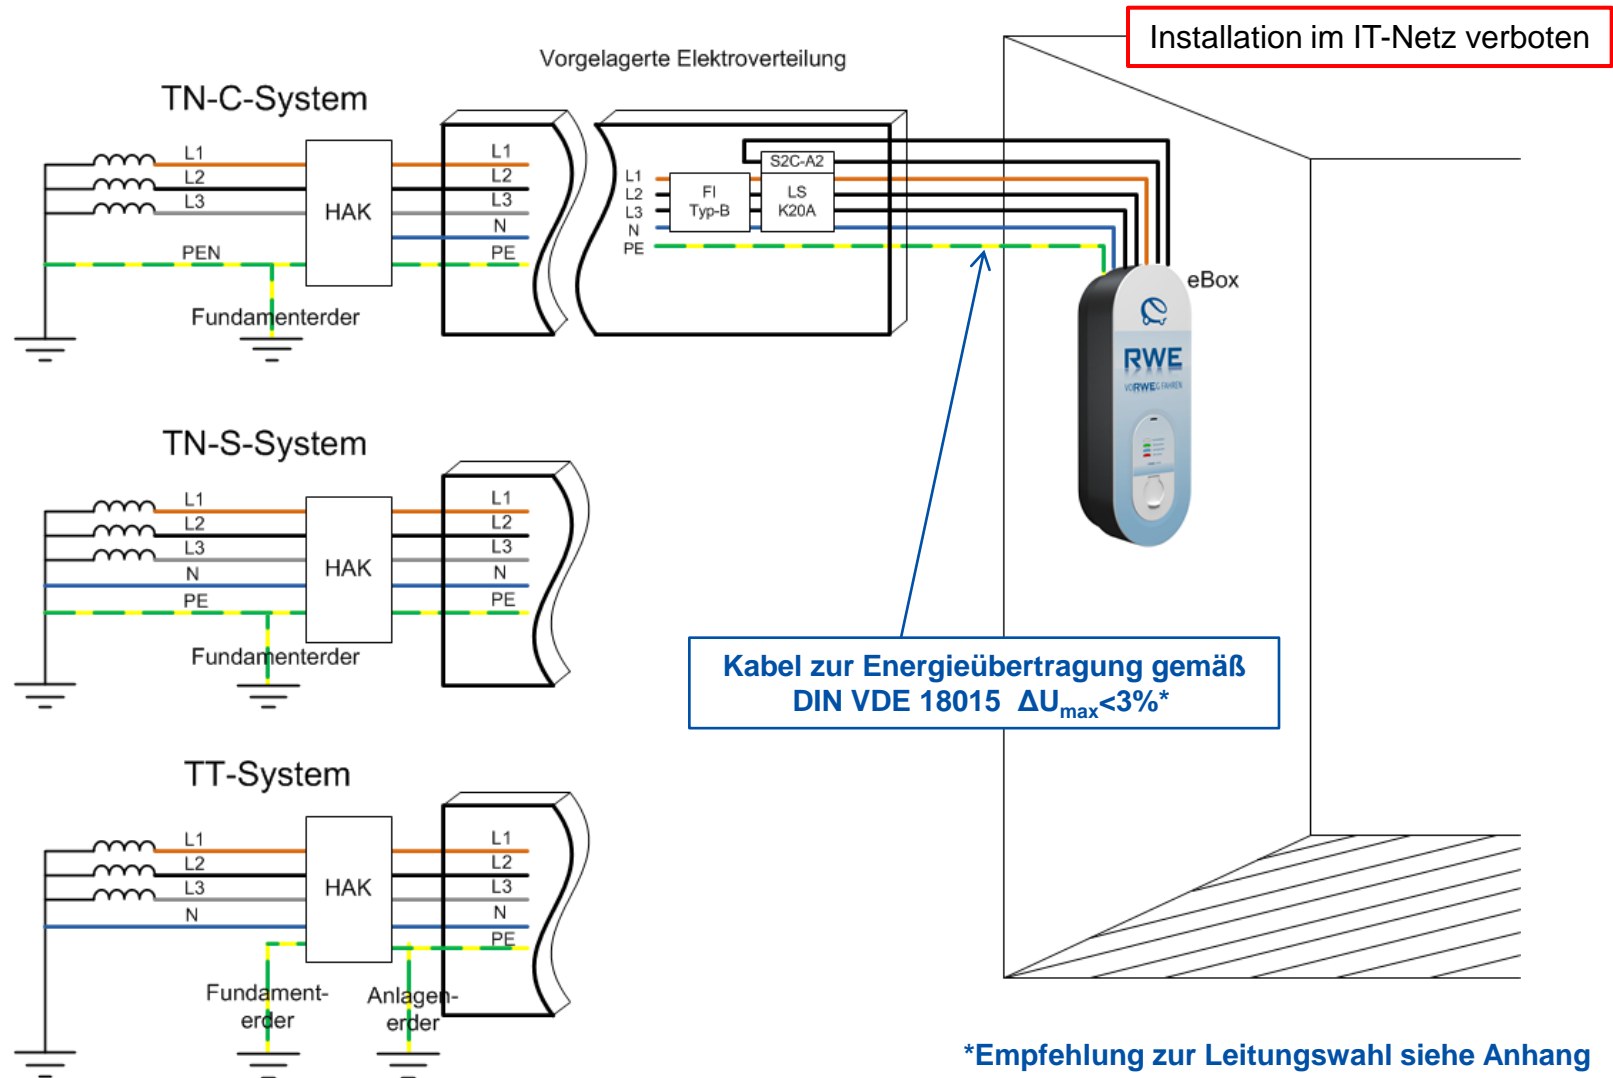 Installation im IT-Netz verboten
Vorgelagerte Elektroverteilung
TN-C-System
L1
L2
L3
PEN
HAK
Fundamenterder
L1
L2
L3
N
PE
L1
L2
L3
N
PE
FI
Typ-B
S2C-A2
LS
K20A
eBox
RWE
VORWEG FAHREN
TN-S-System
L1
L2
L3
N
PE
HAK
Fundamenterder
L1
L2
L3
N
PE
Kabel zur Energieübertragung gemäß
DIN VDE 18015 ΔUmax<3%*
TT-System
L1
L2
L3
N
HAK
L1
L2
L3
N
PE
Fundament-
erder
Anlagen-
erder
*Empfehlung zur Leitungswahl siehe Anhang